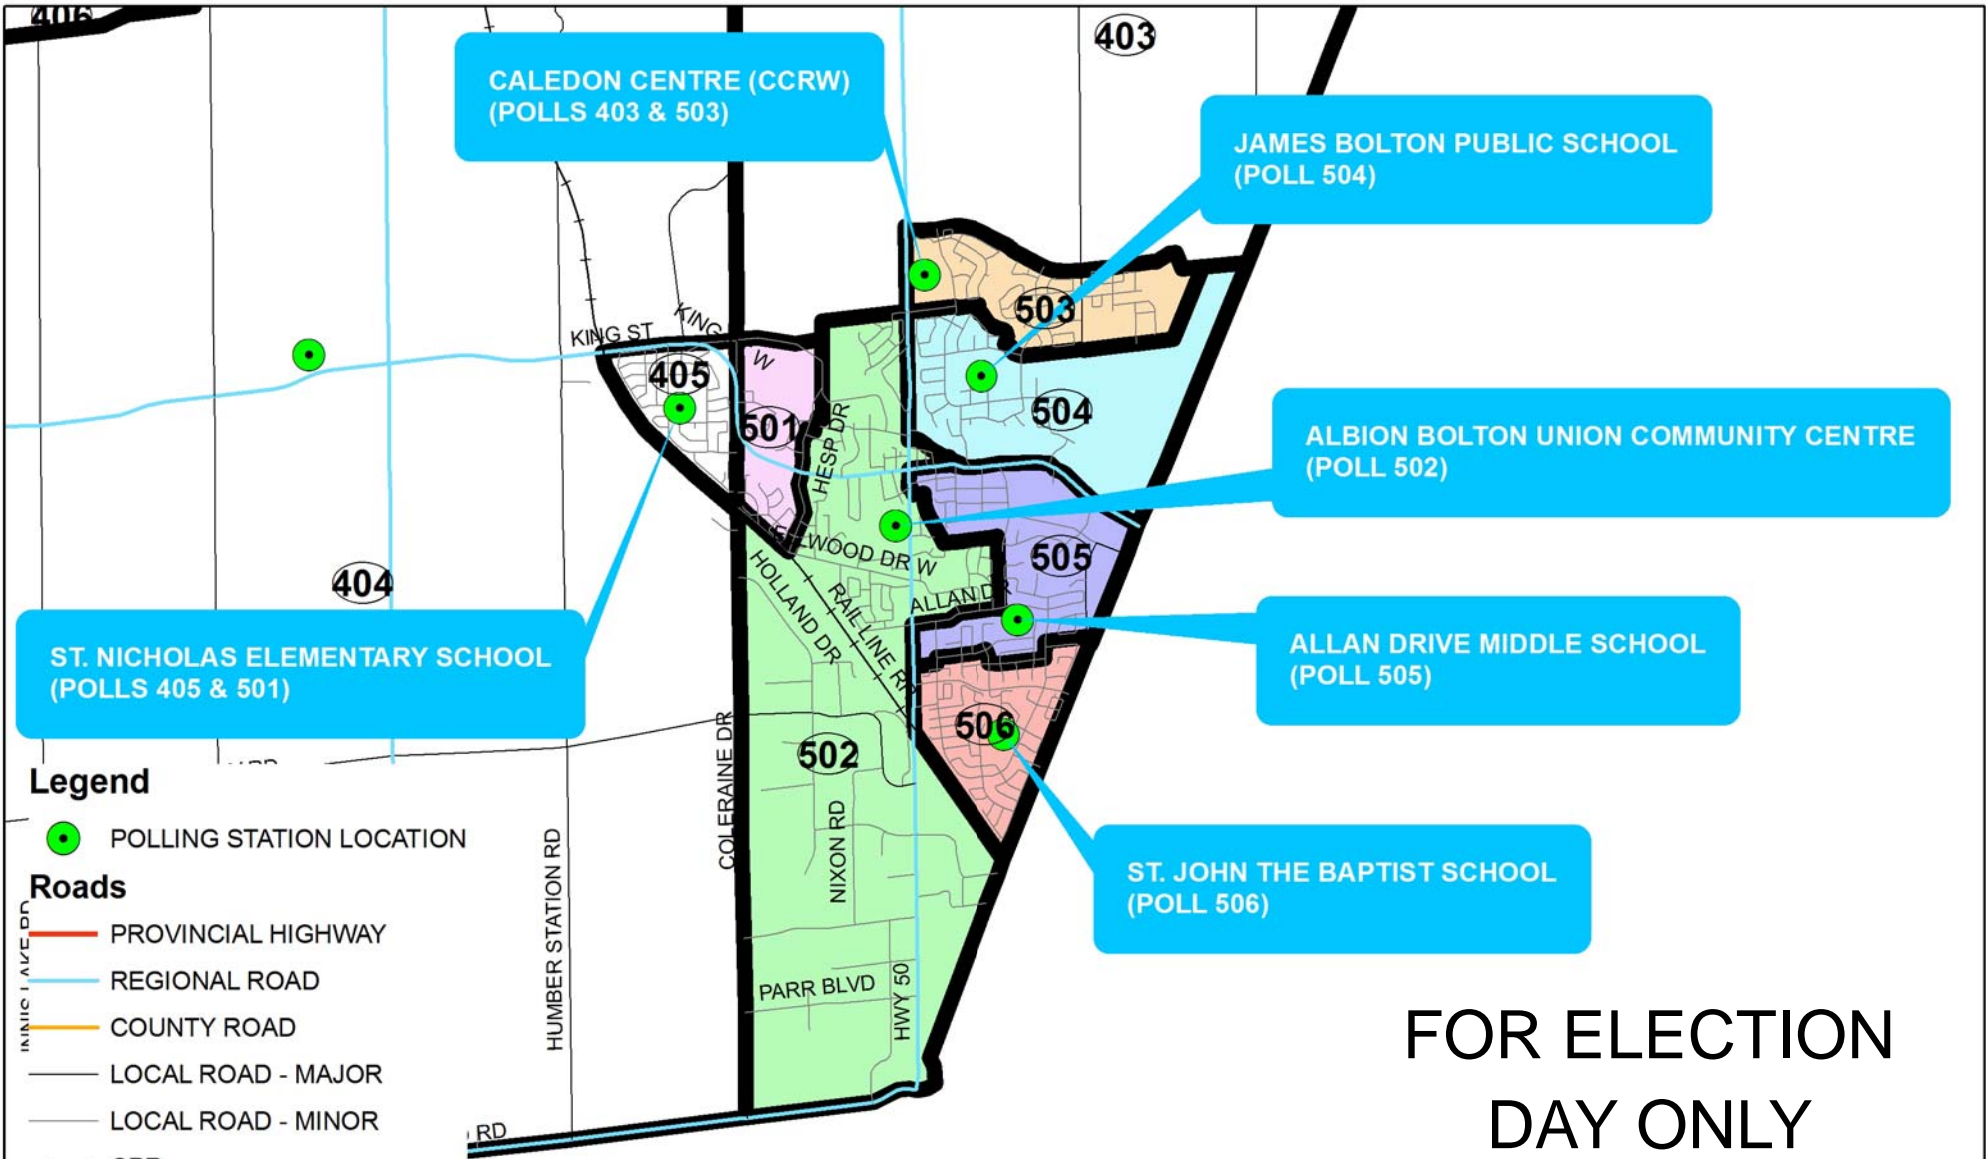 406
403
CALEDON CENTRE (CCRW)
(POLLS 403 & 503)
JAMES BOLTON PUBLIC SCHOOL
(POLL 504)
503
KING ST
KING
W
405
501
HESP DR
504
ALBION BOLTON UNION COMMUNITY CENTRE
(POLL 502)
WOOD DR W
505
404
HOLLAND DR
RAIL LINE RP
ALLAN DR
ST. NICHOLAS ELEMENTARY SCHOOL
(POLLS 405 & 501)
ALLAN DRIVE MIDDLE SCHOOL
(POLL 505)
506
502
COLERAINE DR
NIXON RD
HUMBER STATION RD
ST. JOHN THE BAPTIST SCHOOL
(POLL 506)
PARR BLVD
HWY 50
Legend
POLLING STATION LOCATION
Roads
PROVINCIAL HIGHWAY
REGIONAL ROAD
COUNTY ROAD
LOCAL ROAD - MAJOR
LOCAL ROAD - MINOR
RD
FOR ELECTION
DAY ONLY